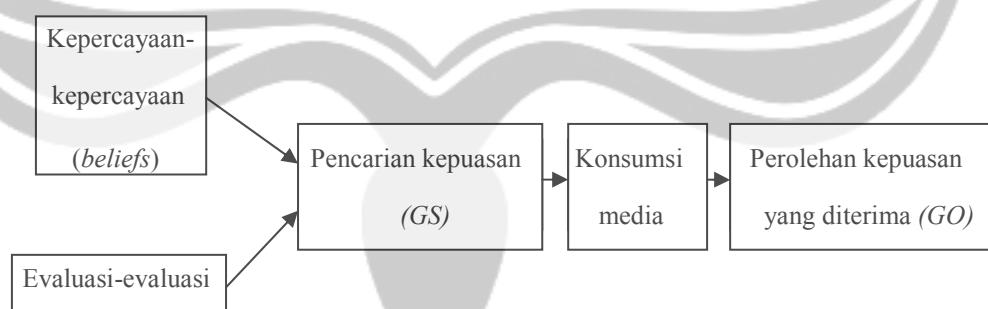 Kepercayaan-
kepercayaan
(beliefs)
Pencarian kepuasan
(GS)
Konsumsi
media
Perolehan kepuasan
yang diterima (GO)
Evaluasi-evaluasi